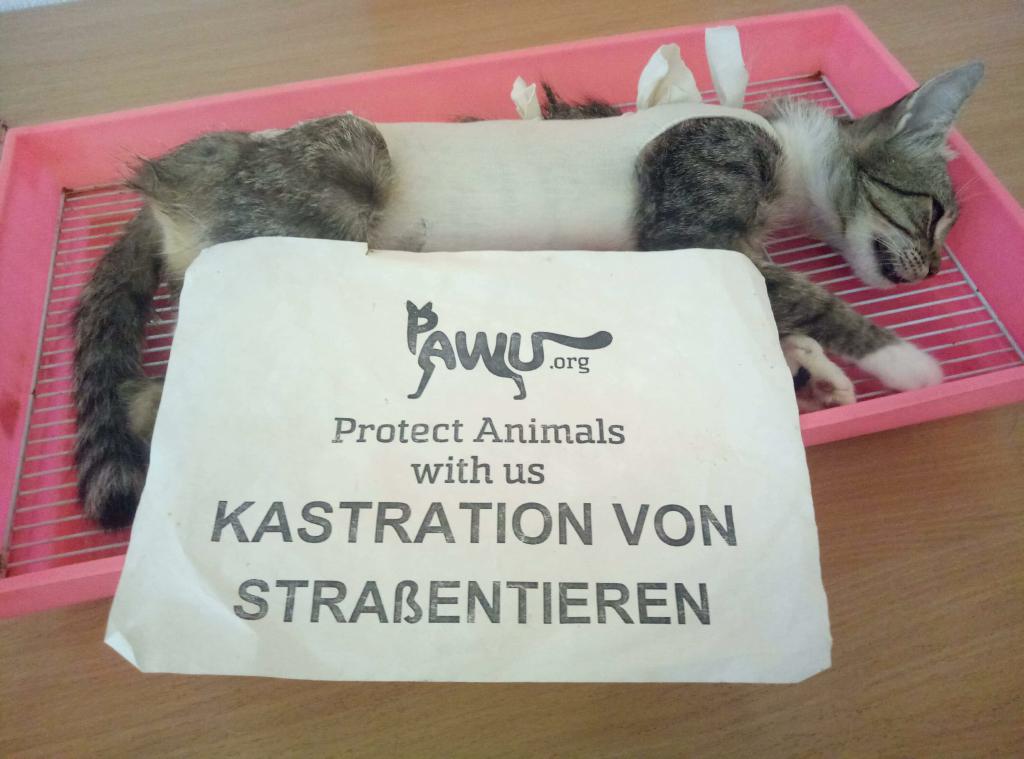 PAWU.org
Protect Animals
with us
KASTRATION VON
STRAßENTIEREN